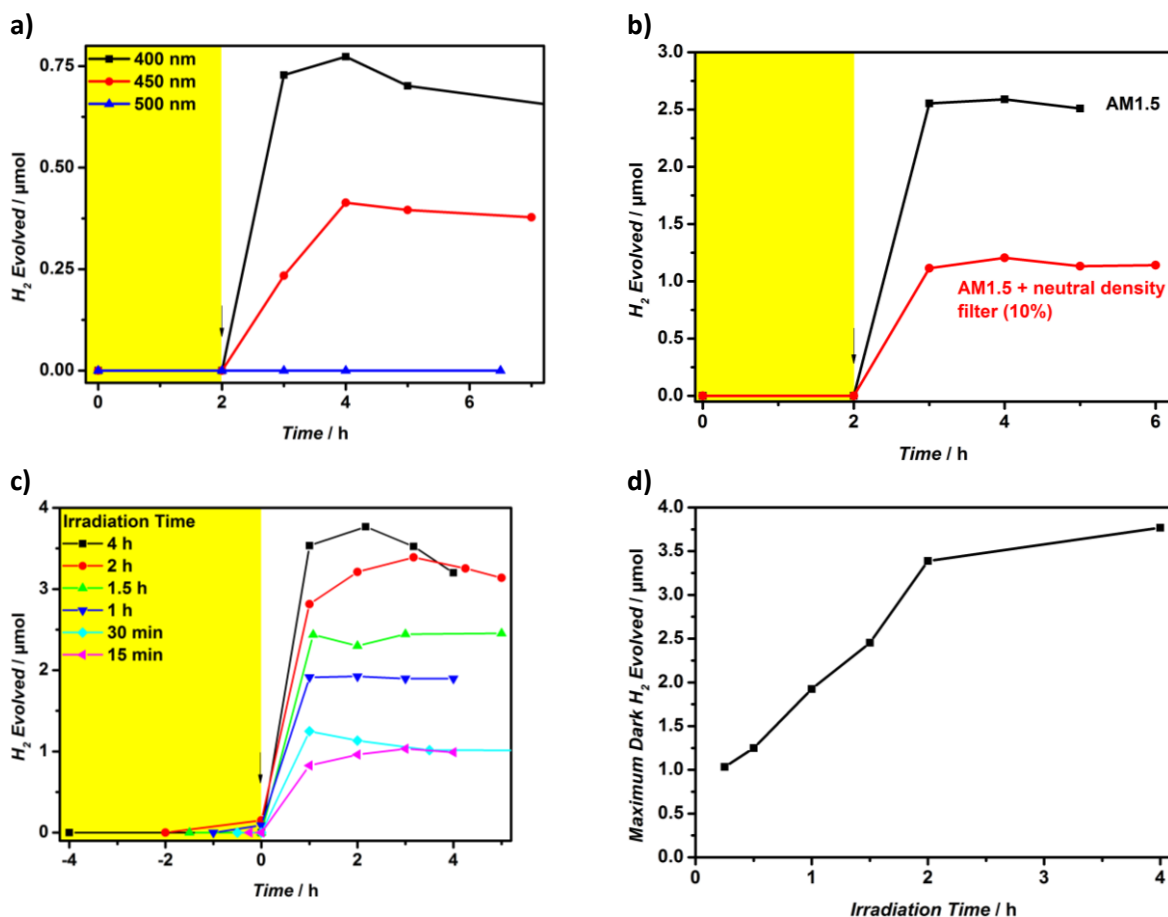 a)
400 nm
450 nm
500 nm
0.75
0.50
0.25
0.00
H₂ Evolved / µmol
0 2 4 6
Time / h
b)
3.0
2.5
2.0
1.5
1.0
0.5
0.0
H₂ Evolved / µmol
AM1.5
AM1.5 + neutral density
filter (10%)
0 1 2 3 4 5 6
Time / h
c)
Irradiation Time
4 h
2 h
1.5 h
1 h
30 min
15 min
4
3
2
1
0
H₂ Evolved / µmol
-4 -2 0 2 4
Time / h
d)
4.0
3.5
3.0
2.5
2.0
1.5
1.0
0.5
0.0
Maximum Dark H₂ Evolved / µmol
0 1 2 3 4
Irradiation Time / h